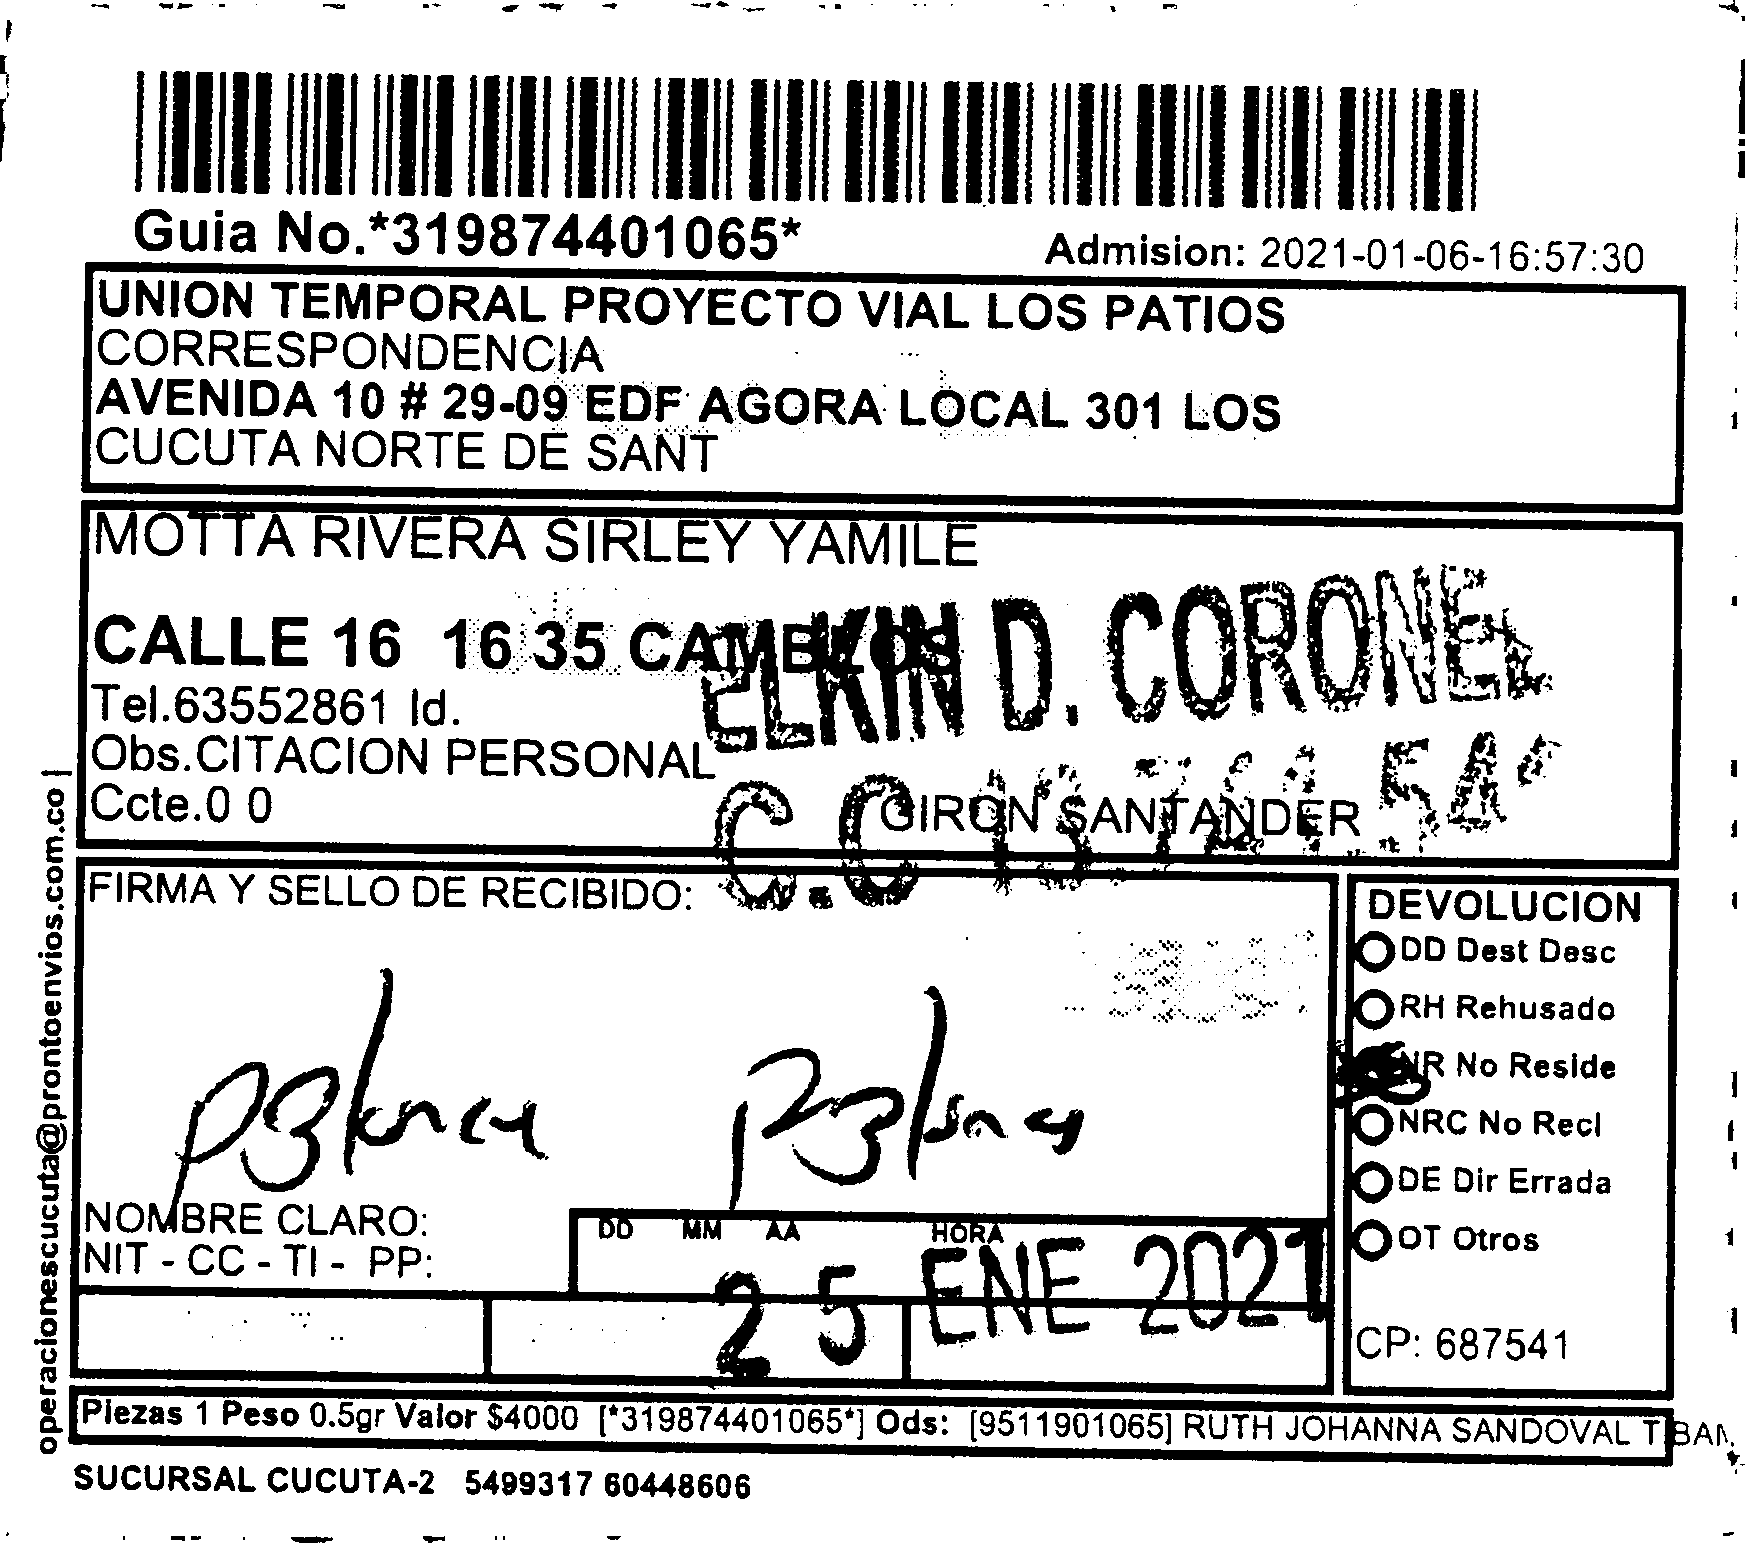 Guia No.*319874401065*
Admision: 2021-01-06-16:57:30
UNION TEMPORAL PROYECTO VIAL LOS PATIOS
CORRESPONDENCIA
AVENIDA 10 # 29-09 EDF AGORA LOCAL 301 LOS
CUCUTA NORTE DE SANT
MOTTA RIVERA SIRLEY YAMILE
CALLE 16 16 35 CAMBULOS
ELKIN D. CORONEL
Tel.63552861 Id.
Obs.CITACION PERSONAL
Ccte.0 0
GIRON SANTANDER
C.C
FIRMA Y SELLO DE RECIBIDO:
NOMBRE CLARO:
NIT - CC - TI - PP:
DD MM AA HORA
25 ENE 2021
DEVOLUCION
DD Dest Desc
RH Rehusado
NR No Reside
NRC No Recl
DE Dir Errada
OT Otros
CP: 687541
Piezas 1 Peso 0.5gr Valor $4000 [*319874401065*] Ods: [9511901065] RUTH JOHANNA SANDOVAL TIBAM
SUCURSAL CUCUTA-2 5499317 60448606
operacionescucuta@prontoenvios.com.co |